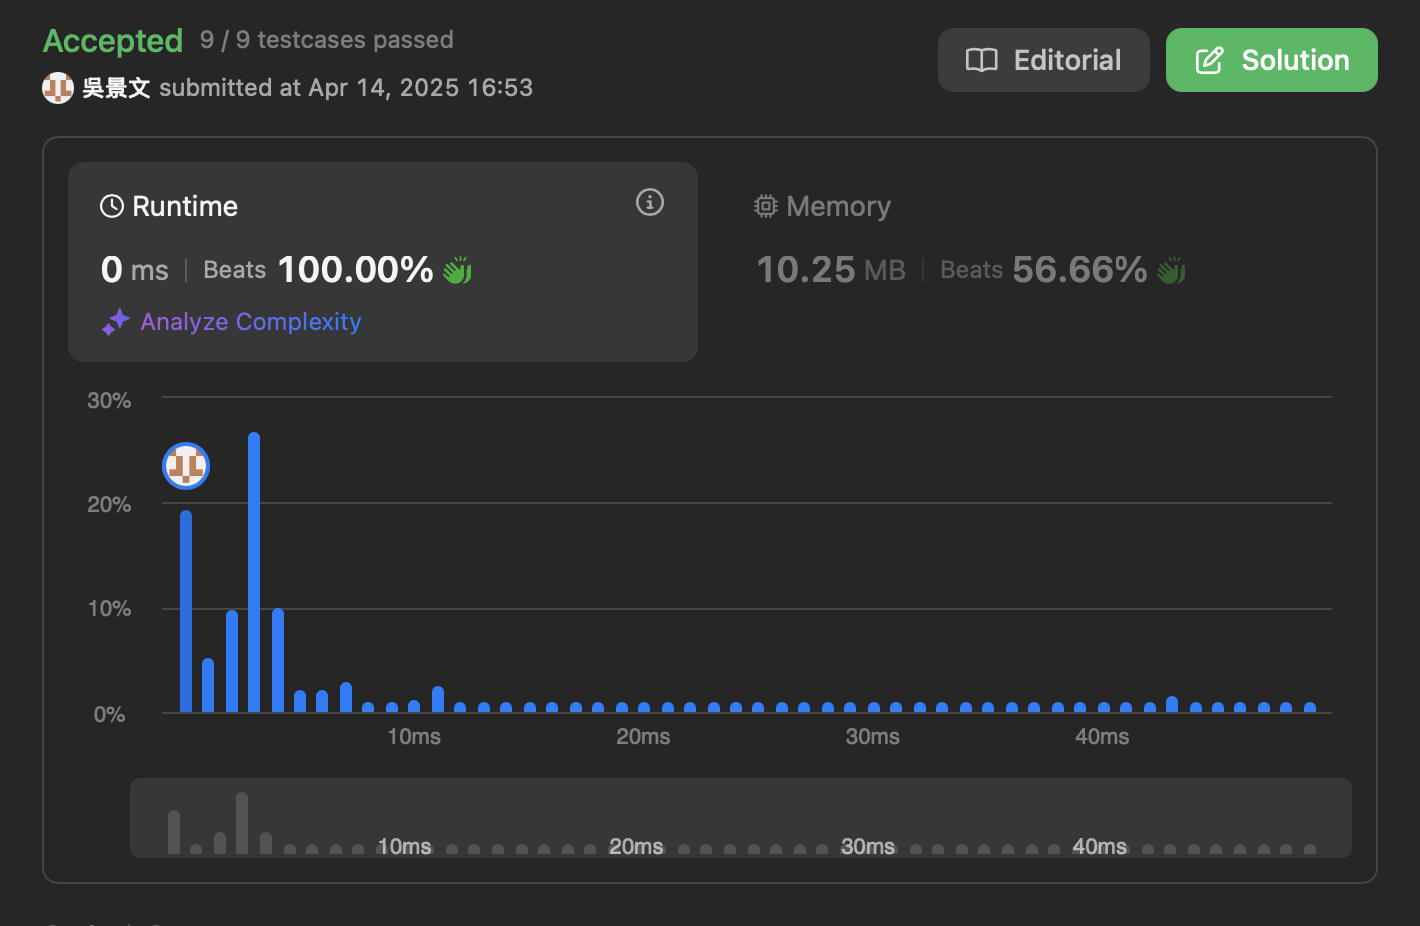 Accepted 9 / 9 testcases passed
吳景文 submitted at Apr 14, 2025 16:53
Editorial
Solution
Runtime
0 ms | Beats 100.00%
Analyze Complexity
Memory
10.25 MB | Beats 56.66%
30%
20%
10%
0%
10ms 20ms 30ms 40ms
10ms 20ms 30ms 40ms